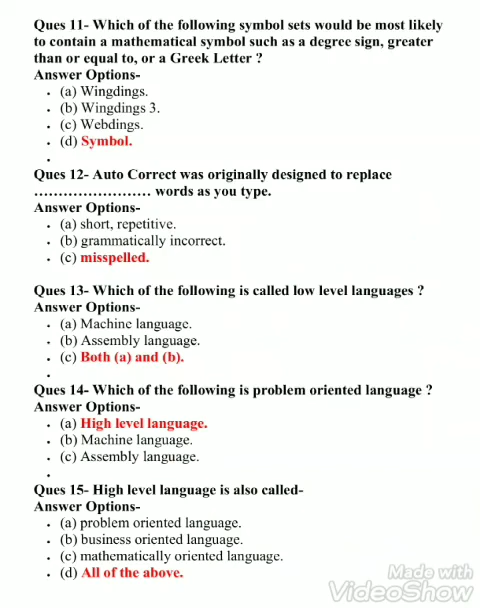 Ques 11- Which of the following symbol sets would be most likely
to contain a mathematical symbol such as a degree sign, greater
than or equal to, or a Greek Letter ?
Answer Options-
• (a) Wingdings.
• (b) Wingdings 3.
• (c) Webdings.
• (d) Symbol.
•
Ques 12- Auto Correct was originally designed to replace
........................ words as you type.
Answer Options-
• (a) short, repetitive.
• (b) grammatically incorrect.
• (c) misspelled.
Ques 13- Which of the following is called low level languages ?
Answer Options-
• (a) Machine language.
• (b) Assembly language.
• (c) Both (a) and (b).
•
Ques 14- Which of the following is problem oriented language ?
Answer Options-
• (a) High level language.
• (b) Machine language.
• (c) Assembly language.
•
Ques 15- High level language is also called-
Answer Options-
• (a) problem oriented language.
• (b) business oriented language.
• (c) mathematically oriented language.
• (d) All of the above.
Made with
VideoShow